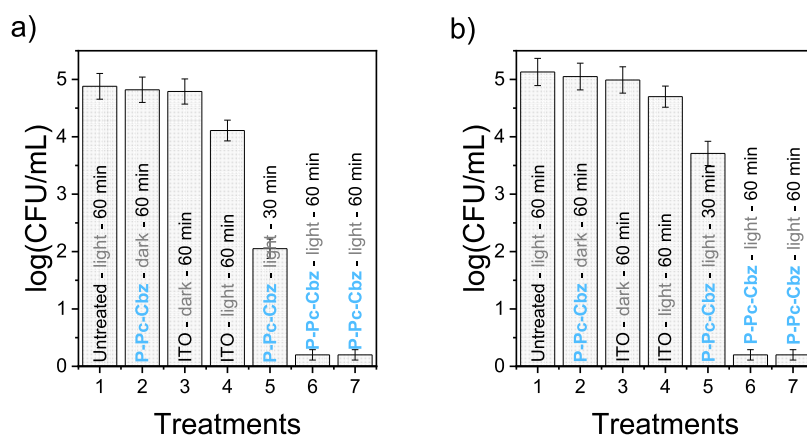 a)
log(CFU/mL)
5
4
3
2
1
0
Untreated - light - 60 min
P-Pc-Cbz - dark - 60 min
ITO - dark - 60 min
ITO - light - 60 min
P-Pc-Cbz - light - 30 min
P-Pc-Cbz - light - 60 min
P-Pc-Cbz - light - 60 min
1 2 3 4 5 6 7
Treatments
b)
log(CFU/mL)
5
4
3
2
1
0
Untreated - light - 60 min
P-Pc-Cbz - dark - 60 min
ITO - dark - 60 min
ITO - light - 60 min
P-Pc-Cbz - light - 30 min
P-Pc-Cbz - light - 60 min
P-Pc-Cbz - light - 60 min
1 2 3 4 5 6 7
Treatments